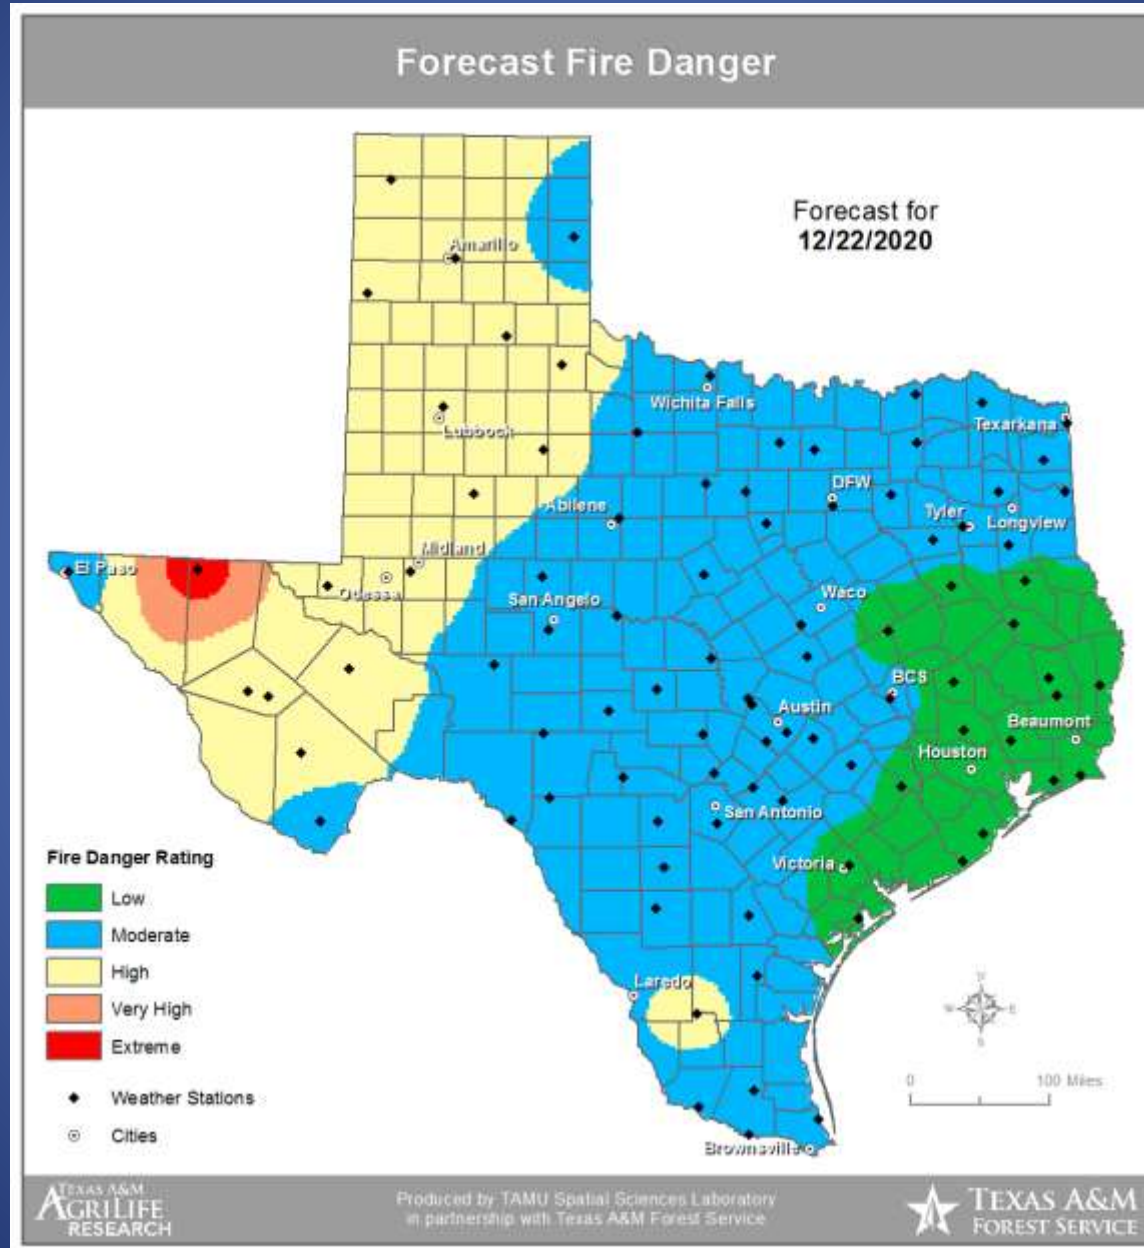 Forecast Fire Danger
Forecast for
12/22/2020
Amarillo
Wichita Falls
Lubbock
Texarkana
DFW
Abilene
Tyler
Longview
Midland
El Paso
Odessa
San Angelo
Waco
BCS
Austin
Beaumont
Houston
San Antonio
Victoria
Laredo
Brownsville
Fire Danger Rating
Low
Moderate
High
Very High
Extreme
Weather Stations
Cities
N
W
E
S
0
100 Miles
TEXAS A&M
AGRILIFE
RESEARCH
Produced by TAMU Spatial Sciences Laboratory
in partnership with Texas A&M Forest Service
TEXAS A&M
FOREST SERVICE